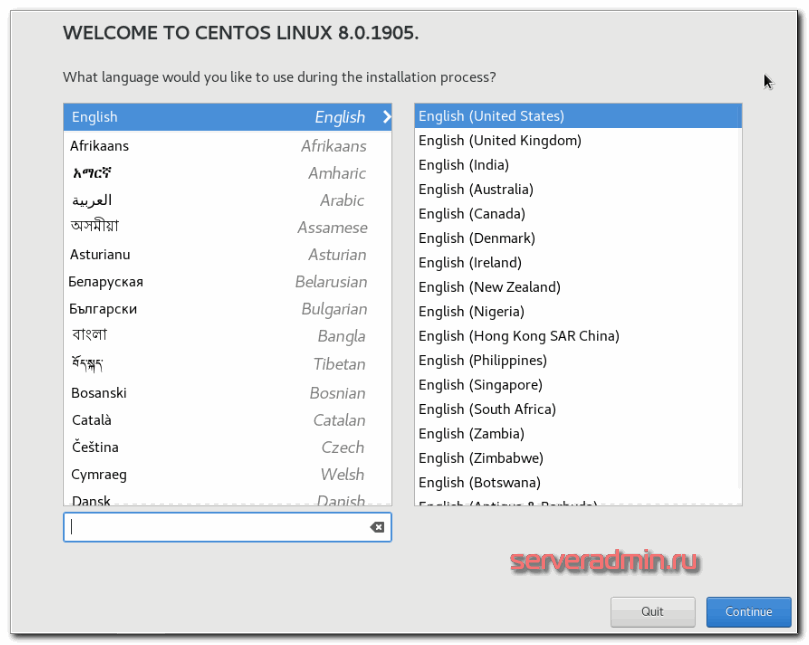 WELCOME TO CENTOS LINUX 8.0.1905.
What language would you like to use during the installation process?
English English
Afrikaans Afrikaans
አማርኛ Amharic
العربية Arabic
অসমীয়া Assamese
Asturianu Asturian
Беларуская Belarusian
Български Bulgarian
বাংলা Bangla
བོད་སྐད་ Tibetan
Bosanski Bosnian
Català Catalan
Čeština Czech
Cymraeg Welsh
Dansk Danish
English (United States)
English (United Kingdom)
English (India)
English (Australia)
English (Canada)
English (Denmark)
English (Ireland)
English (New Zealand)
English (Nigeria)
English (Hong Kong SAR China)
English (Philippines)
English (Singapore)
English (South Africa)
English (Zambia)
English (Zimbabwe)
English (Botswana)
English (Antigua & Barbuda)
serveradmin.ru
Quit Continue